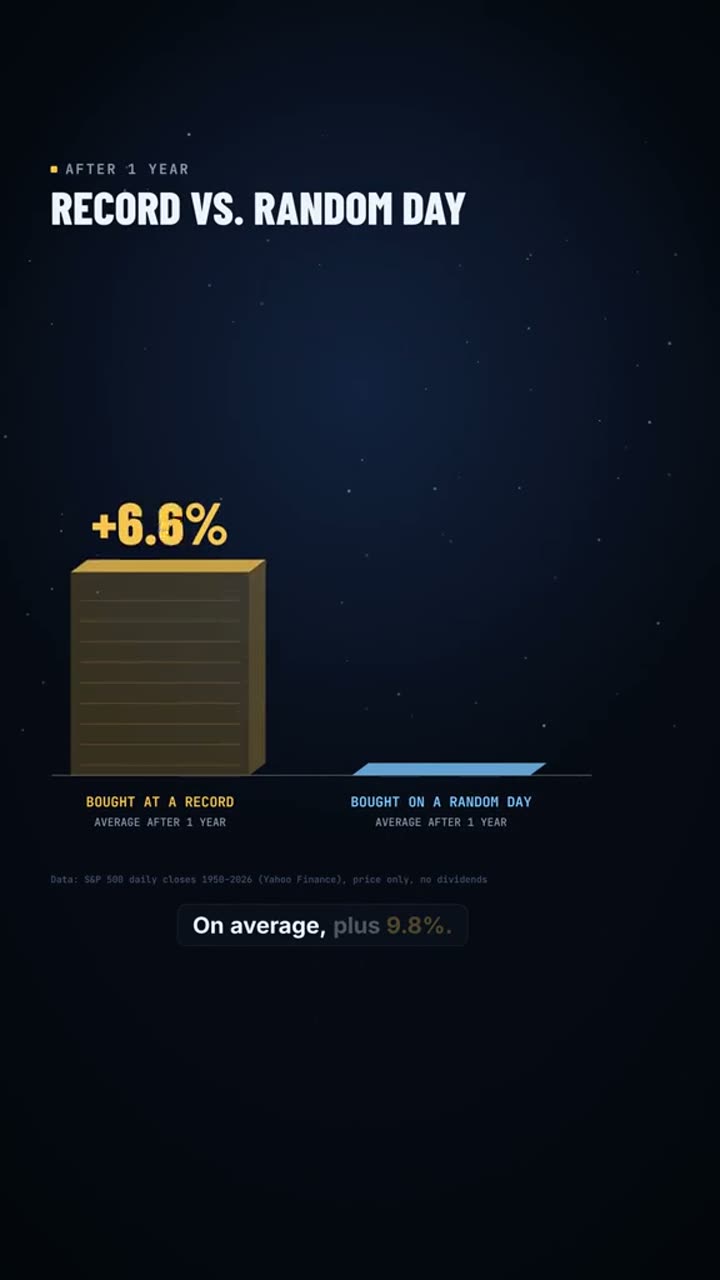 AFTER 1 YEAR
RECORD VS. RANDOM DAY
+6.6%
BOUGHT AT A RECORD
AVERAGE AFTER 1 YEAR
BOUGHT ON A RANDOM DAY
AVERAGE AFTER 1 YEAR
Data: S&P 500 daily closes 1950–2026 (Yahoo Finance), price only, no dividends
On average, plus 9.8%.